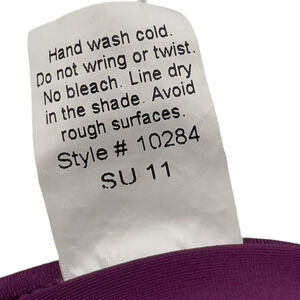 Hand wash cold.
Do not wring or twist.
No bleach. Line dry
in the shade. Avoid
rough surfaces.
Style # 10284
SU 11